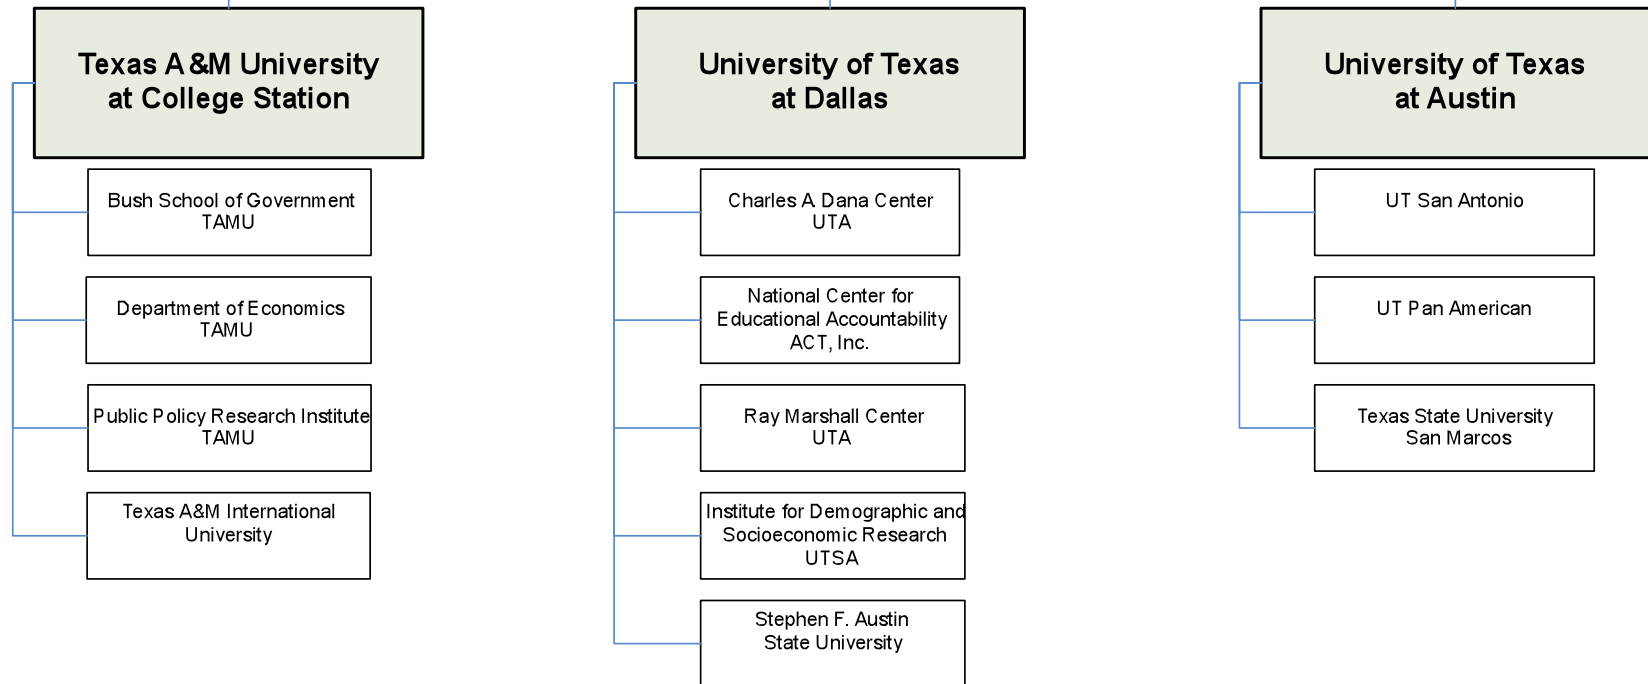 Texas A&M University
at College Station
Bush School of Government
TAMU
Department of Economics
TAMU
Public Policy Research Institute
TAMU
Texas A&M International
University
University of Texas
at Dallas
Charles A Dana Center
UTA
National Center for
Educational Accountability
ACT, Inc.
Ray Marshall Center
UTA
Institute for Demographic and
Socioeconomic Research
UTSA
Stephen F. Austin
State University
University of Texas
at Austin
UT San Antonio
UT Pan American
Texas State University
San Marcos